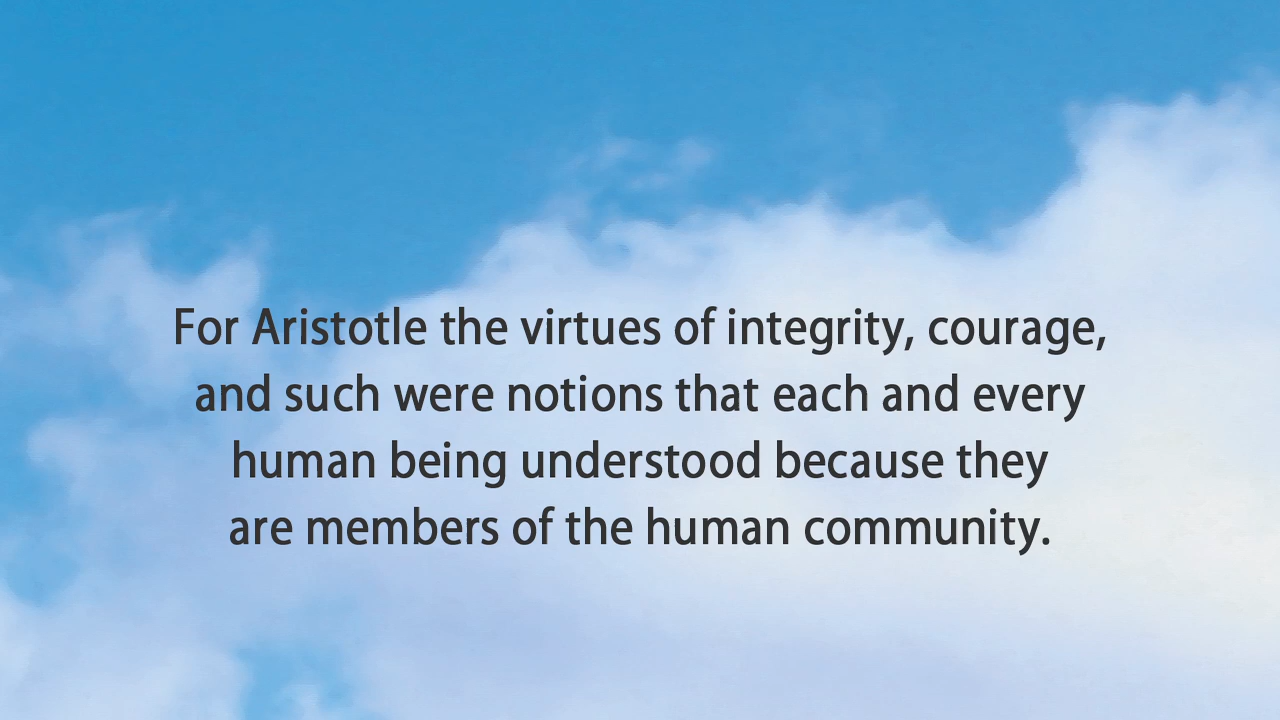 For Aristotle the virtues of integrity, courage,
and such were notions that each and every
human being understood because they
are members of the human community.